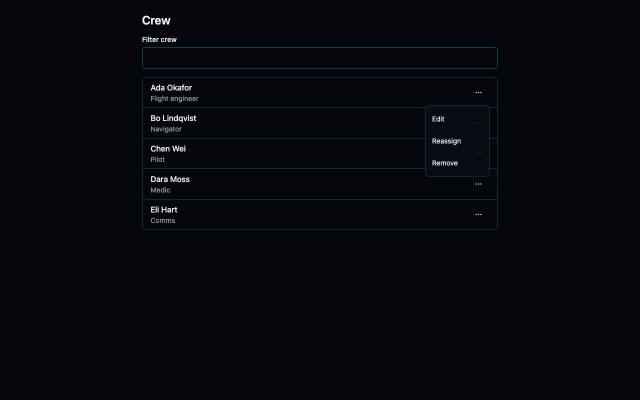 Crew
Filter crew
Ada Okafor
Flight engineer
...
Bo Lindqvist
Navigator
Chen Wei
Pilot
Dara Moss
Medic
...
Eli Hart
Comms
...
Edit
Reassign
Remove